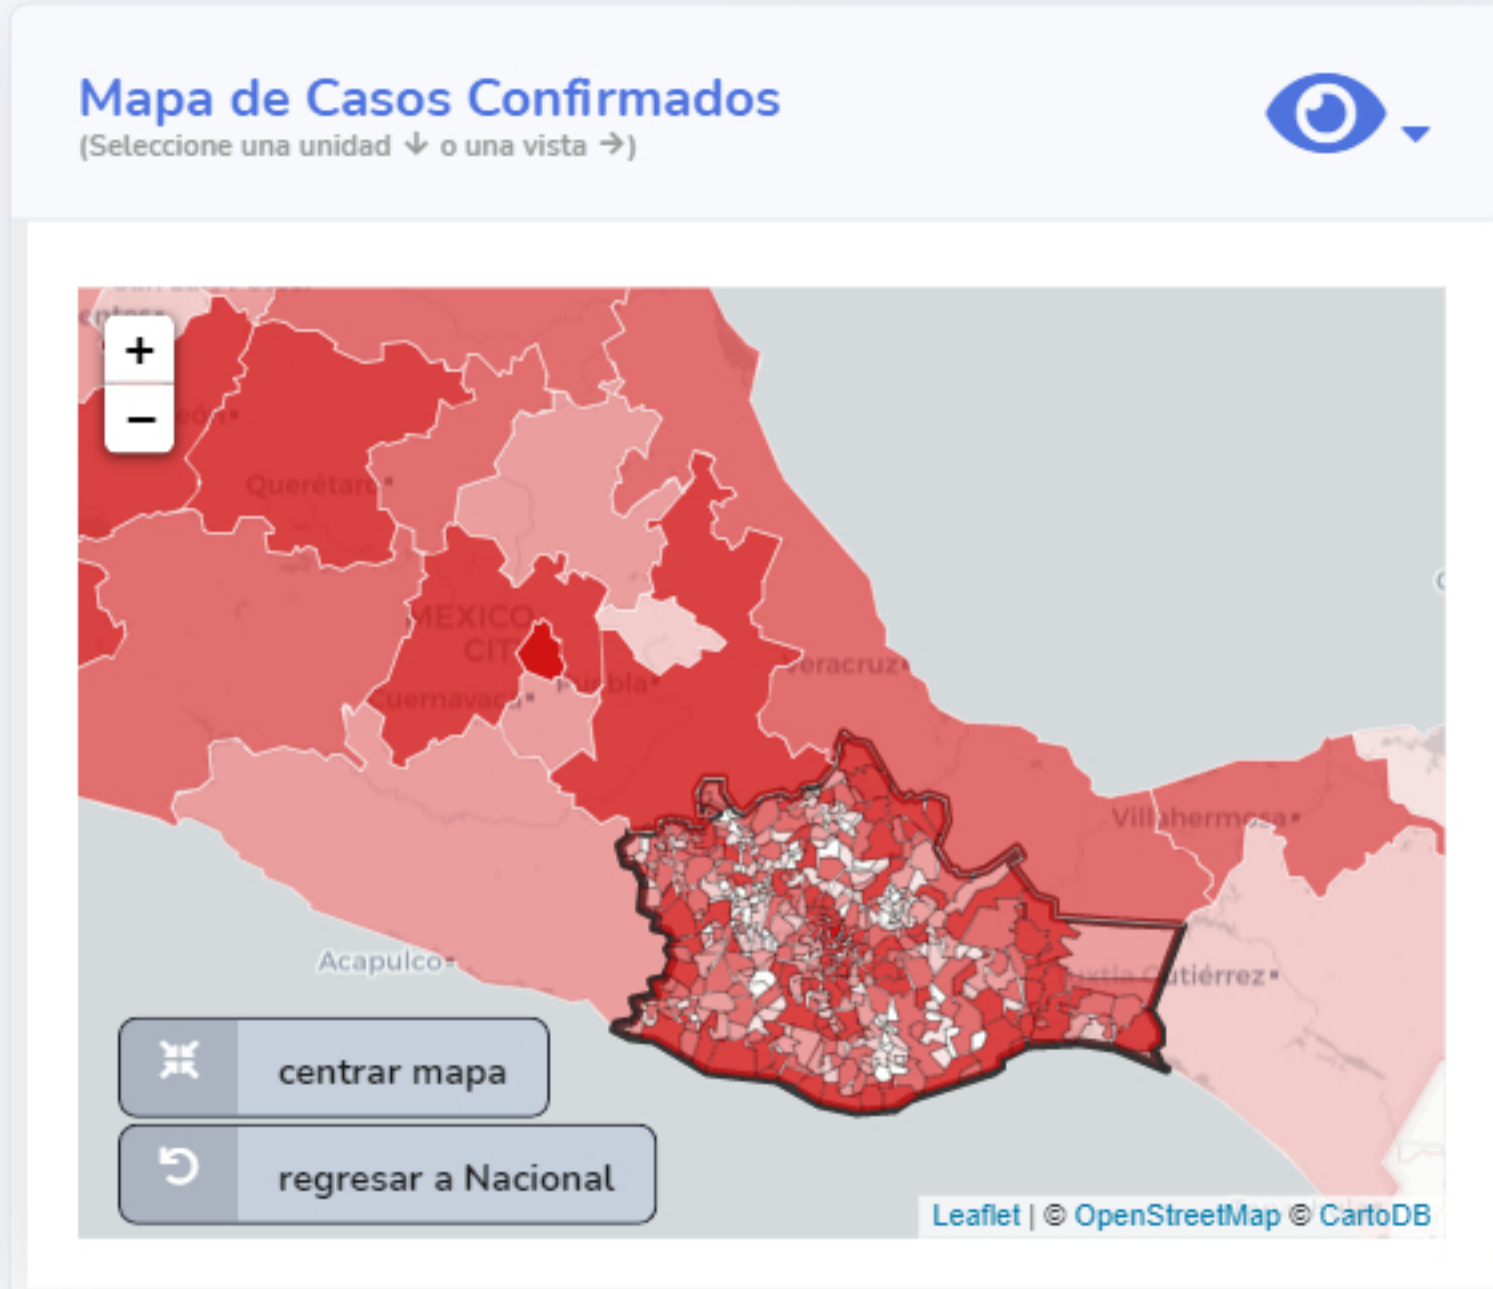 Mapa de Casos Confirmados
(Seleccione una unidad ↓ o una vista →)
+
−
Querétaro
MEXICO
CIT
Cuernavaca
Puebla
Veracruz
Villahermosa
Acapulco
uxtla Gutiérrez
centrar mapa
regresar a Nacional
Leaflet | © OpenStreetMap © CartoDB